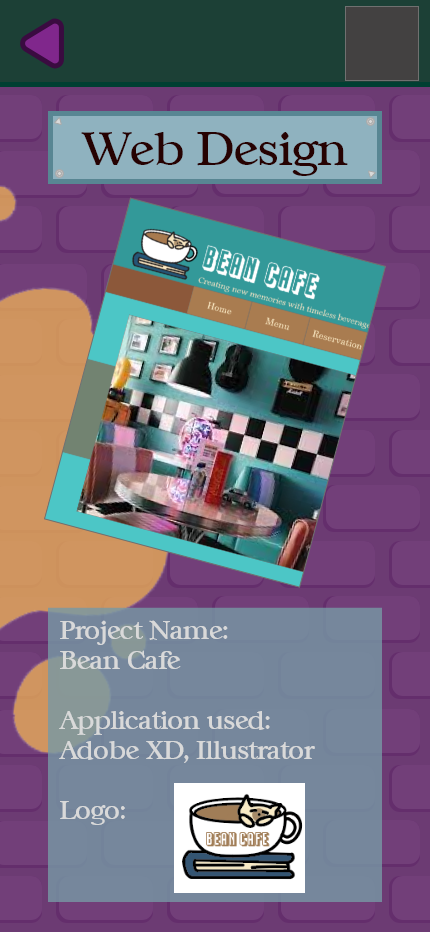 Web Design
BEAN CAFE
Creating new memories with timeless beverage
Home
Menu
Reservation
Project Name:
Bean Cafe
Application used:
Adobe XD, Illustrator
Logo:
BEAN CAFE